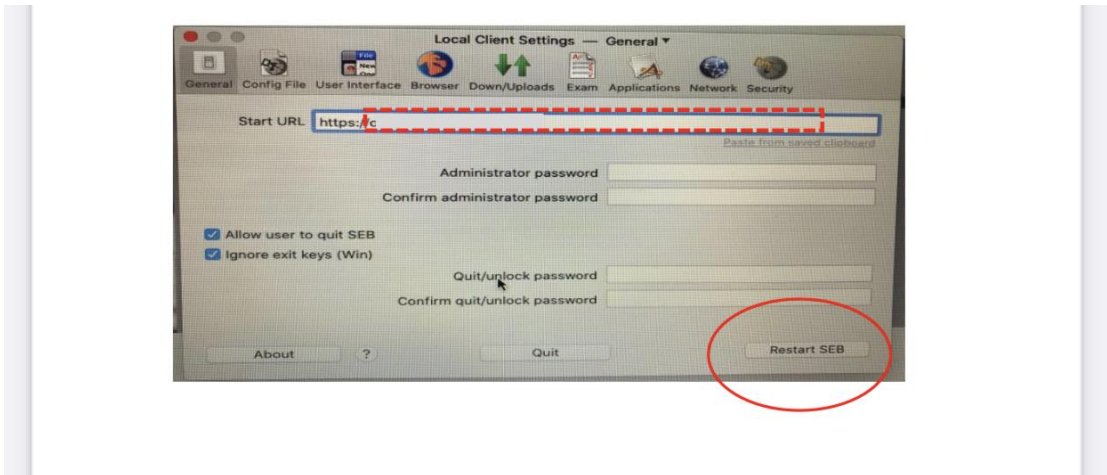 Local Client Settings — General ▾
File
New
General Config File User Interface Browser Down/Uploads Exam Applications Network Security
Start URL https://c
Paste from saved clipboard
Administrator password
Confirm administrator password
Allow user to quit SEB
Ignore exit keys (Win)
Quit/unlock password
Confirm quit/unlock password
About ? Quit Restart SEB